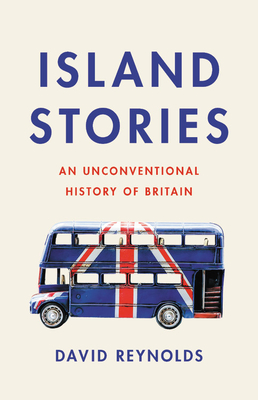 ISLAND
STORIES
AN UNCONVENTIONAL
HISTORY OF BRITAIN
DAVID REYNOLDS